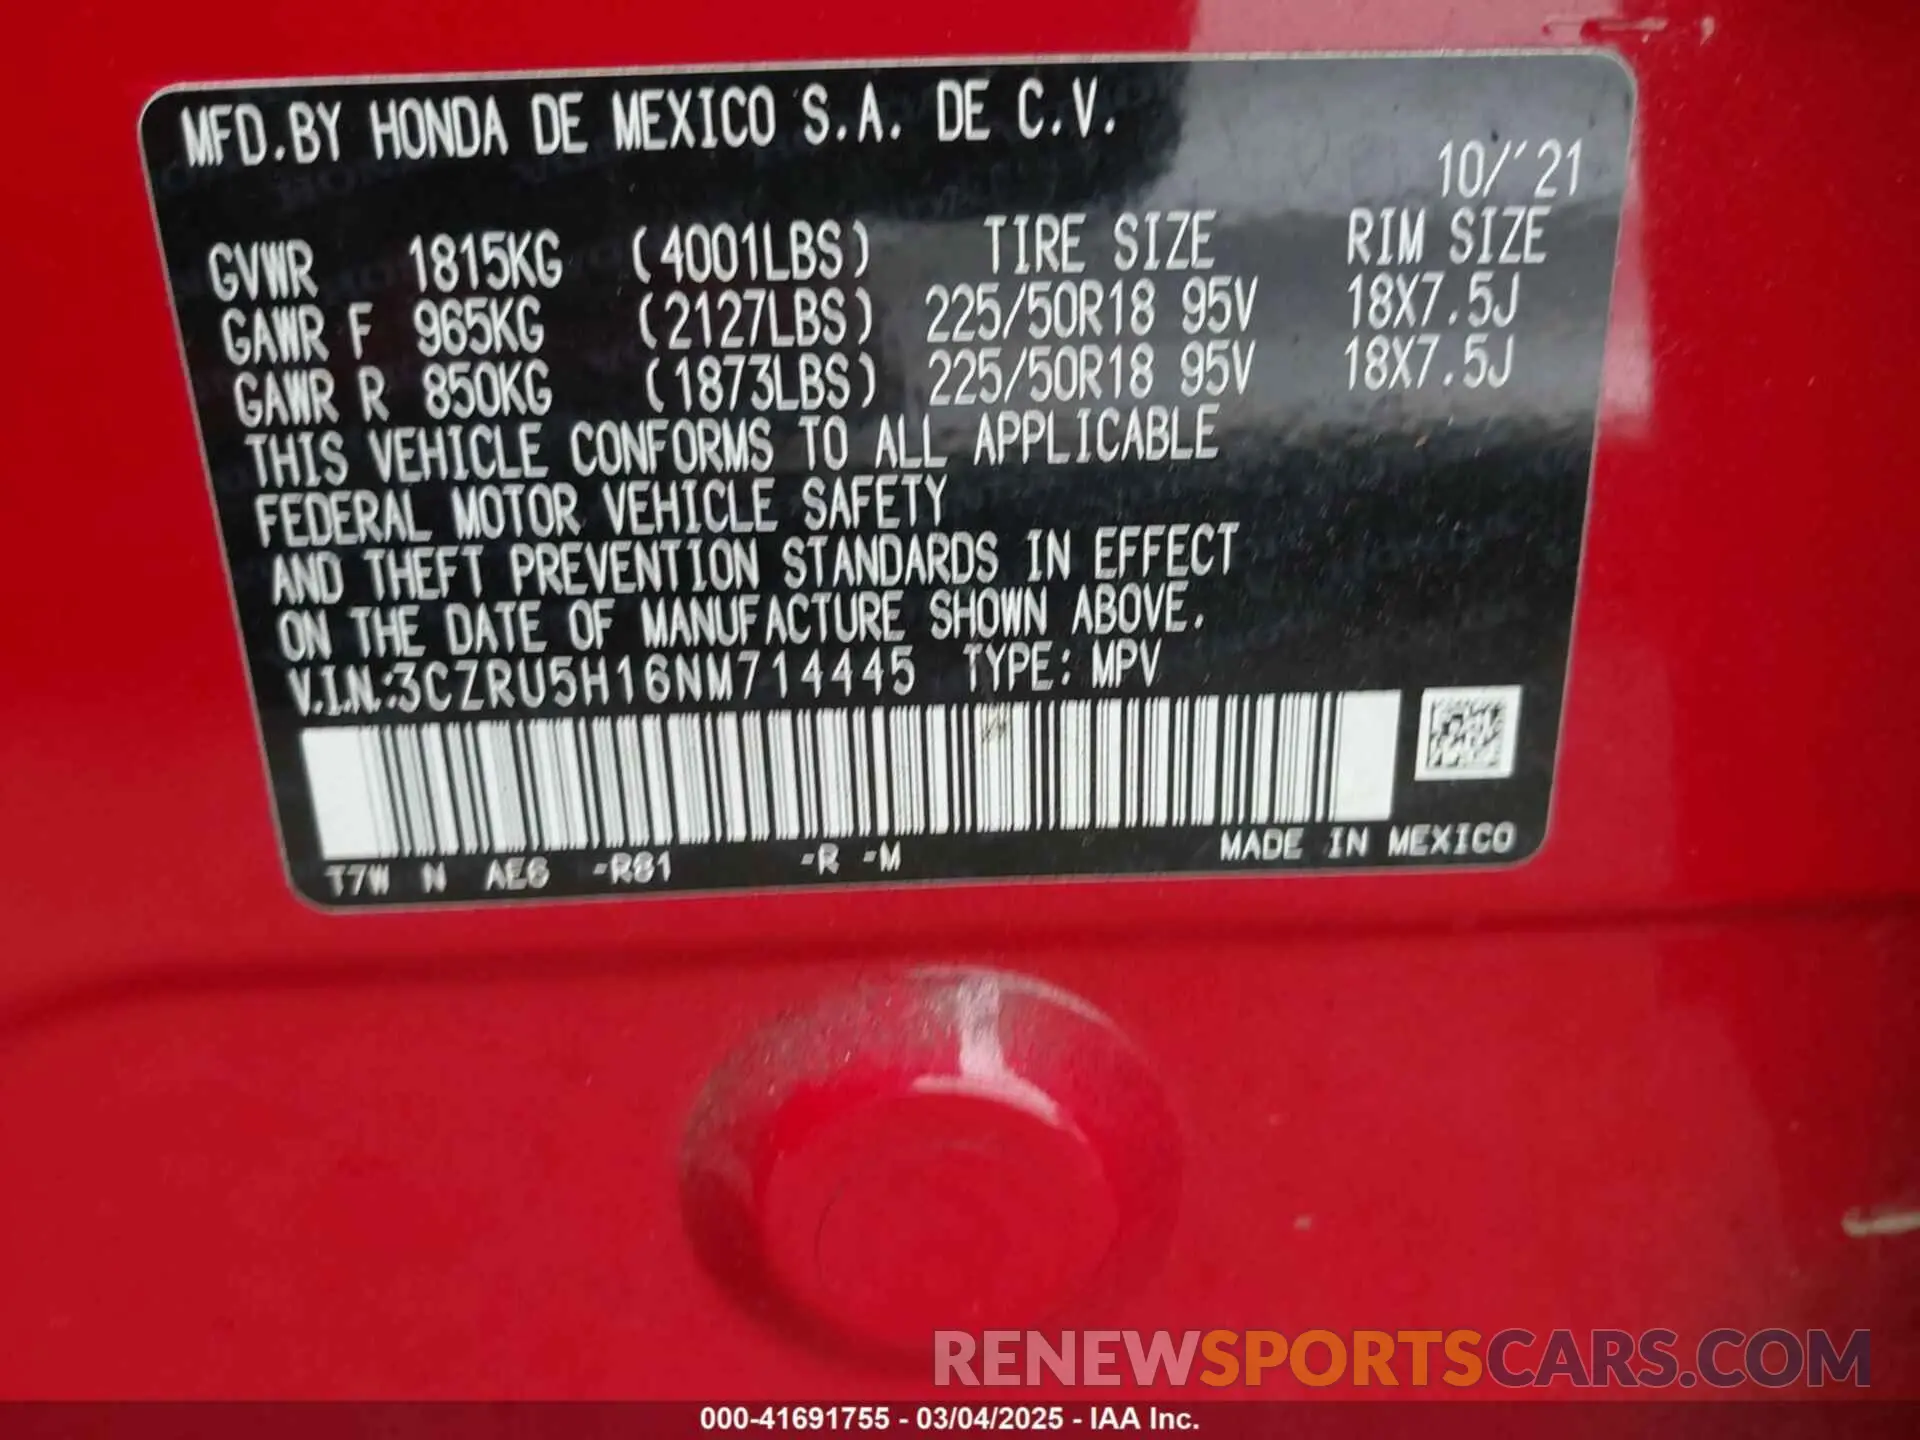 MFD.BY HONDA DE MEXICO S.A. DE C.V.
10/'21
GVWR 1815KG (4001LBS) TIRE SIZE RIM SIZE
GAWR F 965KG (2127LBS) 225/50R18 95V 18X7.5J
GAWR R 850KG (1873LBS) 225/50R18 95V 18X7.5J
THIS VEHICLE CONFORMS TO ALL APPLICABLE
FEDERAL MOTOR VEHICLE SAFETY
AND THEFT PREVENTION STANDARDS IN EFFECT
ON THE DATE OF MANUFACTURE SHOWN ABOVE.
V.I.N.:3CZRU5H16NM714445 TYPE: MPV
T7W N AE6 -R81 -R -M MADE IN MEXICO
RENEWSPORTSCARS.COM
000-41691755 - 03/04/2025 - IAA Inc.